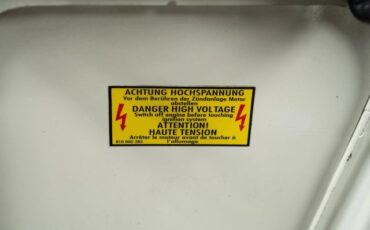 ACHTUNG HOCHSPANNUNG
Vor dem Berühren der Zündanlage Motor
abstellen
DANGER HIGH VOLTAGE
Switch off engine before touching
ignition system
ATTENTION!
HAUTE TENSION
Arrêter le moteur avant de toucher à
l'allumage